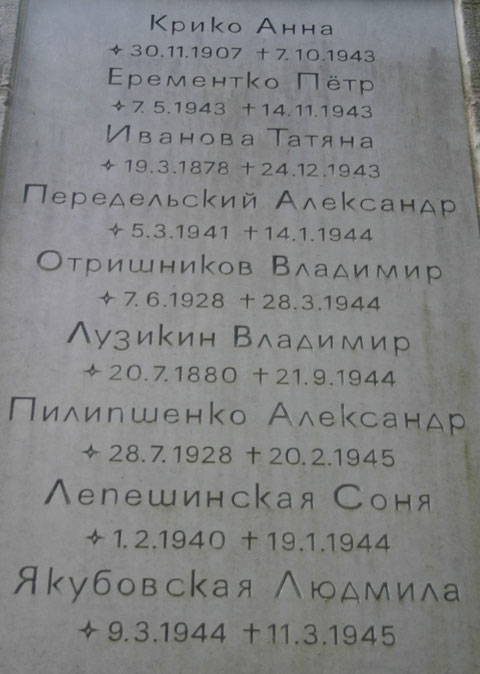 Крико Анна
✧ 30.11.1907 † 7.10.1943
Ерементко Пётр
✧ 7.5.1943 † 14.11.1943
Иванова Татяна
✧ 19.3.1878 † 24.12.1943
Передельский Александр
✧ 5.3.1941 † 14.1.1944
Отришников Владимир
✧ 7.6.1928 † 28.3.1944
Лузикин Владимир
✧ 20.7.1880 † 21.9.1944
Пилипшенко Александр
✧ 28.7.1928 † 20.2.1945
Лепешинская Соня
✧ 1.2.1940 † 19.1.1944
Якубовская Людмила
✧ 9.3.1944 † 11.3.1945